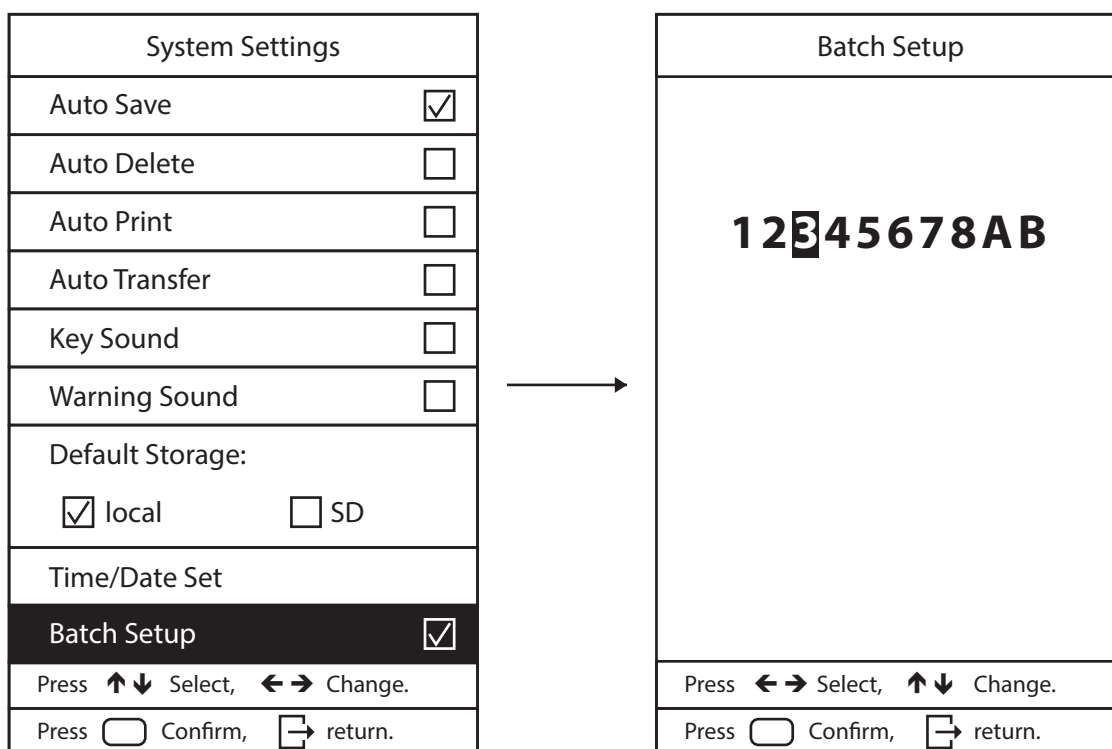 System Settings
Auto Save
Auto Delete
Auto Print
Auto Transfer
Key Sound
Warning Sound
Default Storage:
local SD
Time/Date Set
Batch Setup
Press ↑↓ Select, ←→ Change.
Press Confirm, return.
Batch Setup
12345678AB
Press ←→ Select, ↑↓ Change.
Press Confirm, return.